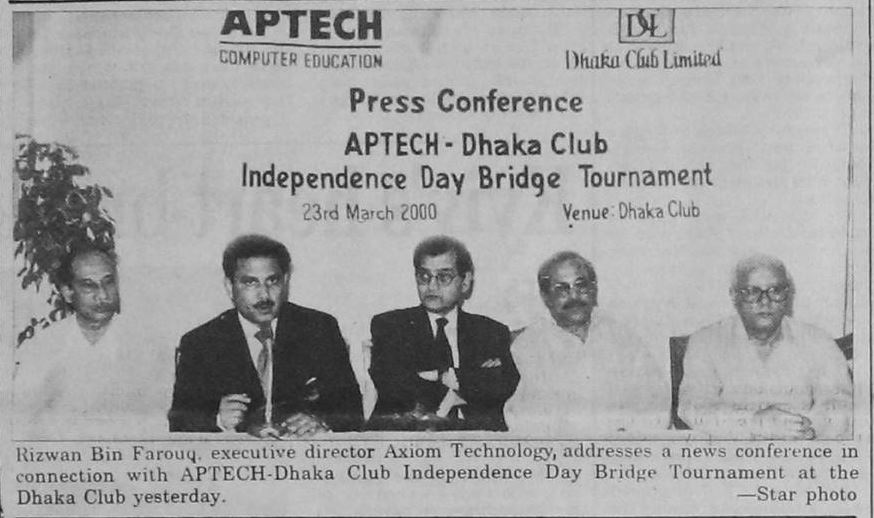 APTECH
COMPUTER EDUCATION
DCL
Dhaka Club Limited
Press Conference
APTECH - Dhaka Club
Independence Day Bridge Tournament
23rd March 2000
Venue: Dhaka Club
Rizwan Bin Farouq, executive director Axiom Technology, addresses a news conference in
connection with APTECH-Dhaka Club Independence Day Bridge Tournament at the
Dhaka Club yesterday.
—Star photo